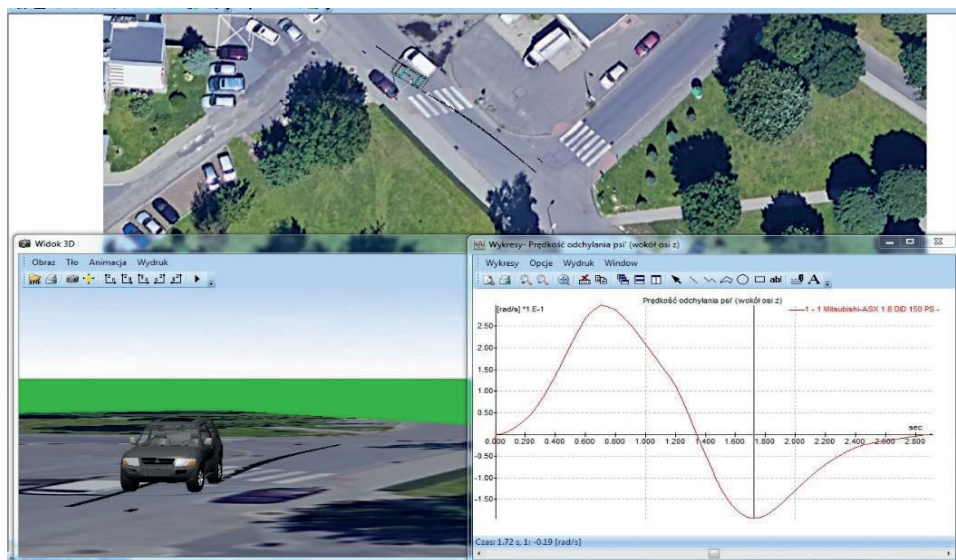 Widok 3D
Obraz Tło Animacja Wydruk
Wykresy- Prędkość odchylania psi' (wokół osi z)
Wykresy Opcje Wydruk Window
abl A
Prędkość odchylania psi' (wokół osi z)
[rad/s] *1.E-1
1 - 1 Mitsubishi-ASX 1.8 DID 150 PS -
2.50
2.00
1.50
1.00
0.50
sec
0.000 0.200 0.400 0.600 0.800 1.000 1.200 1.400 1.600 1.800 2.000 2.200 2.400 2.600 2.800
-0.50
-1.00
-1.50
Czas: 1.72 s, 1: -0.19 [rad/s]